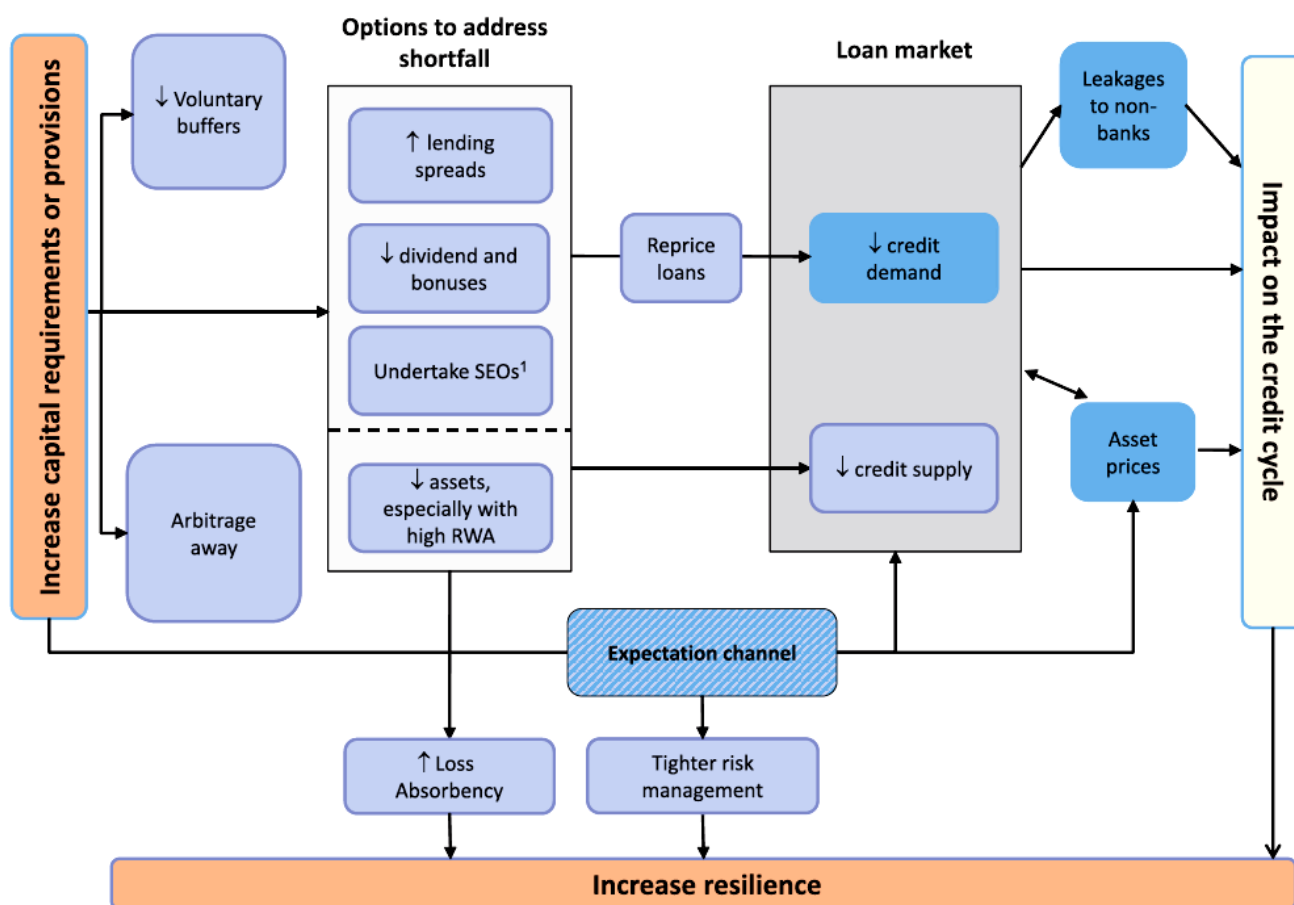 Increase capital requirements or provisions
↓ Voluntary
buffers
Arbitrage
away
Options to address
shortfall
↑ lending
spreads
↓ dividend and
bonuses
Undertake SEOs¹
↓ assets,
especially with
high RWA
Reprice
loans
Loan market
↓ credit
demand
↓ credit supply
Leakages
to non-
banks
Asset
prices
Impact on the credit cycle
Expectation channel
↑ Loss
Absorbency
Tighter risk
management
Increase resilience